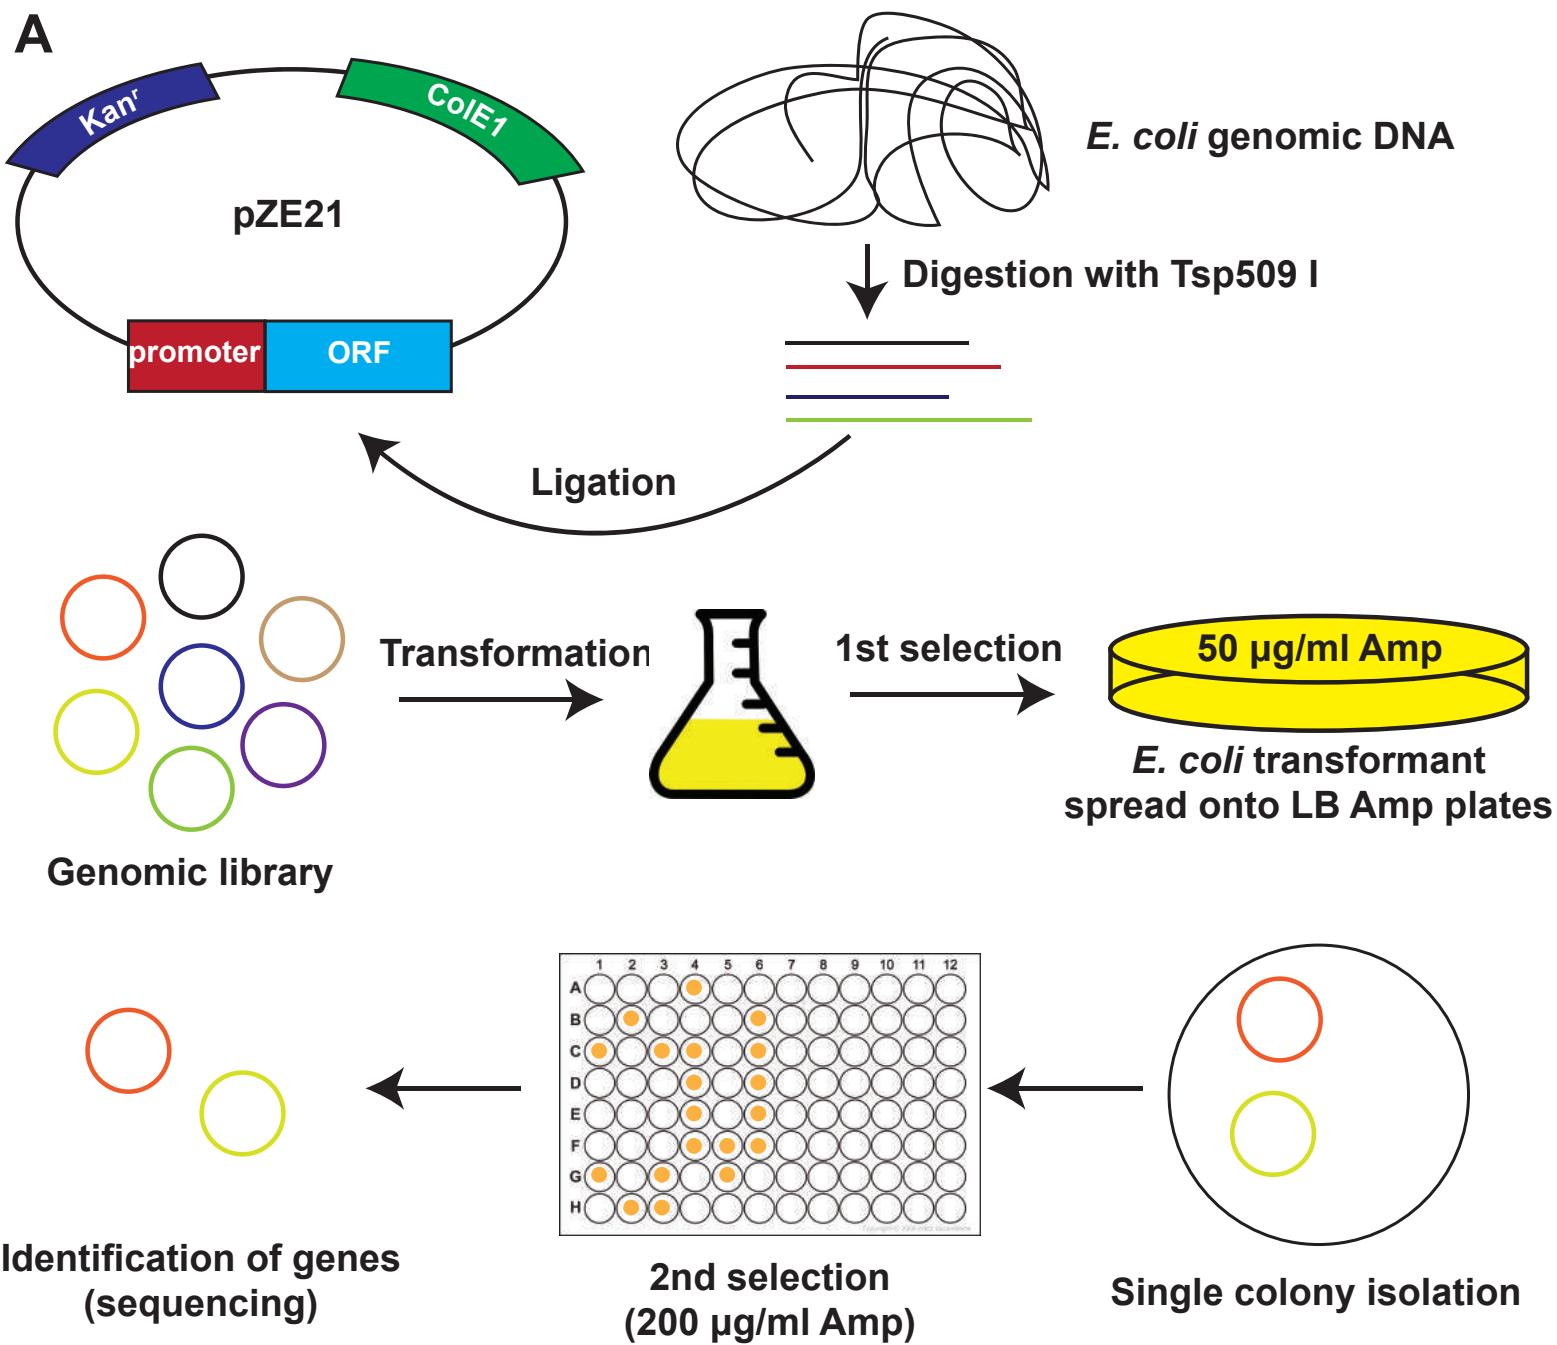 A
Kanʳ
ColE1
pZE21
promoter
ORF
E. coli genomic DNA
Digestion with Tsp509 I
Ligation
Transformation
1st selection
50 µg/ml Amp
E. coli transformant
spread onto LB Amp plates
Genomic library
1 2 3 4 5 6 7 8 9 10 11 12
A
B
C
D
E
F
G
H
Identification of genes
(sequencing)
2nd selection
(200 µg/ml Amp)
Single colony isolation